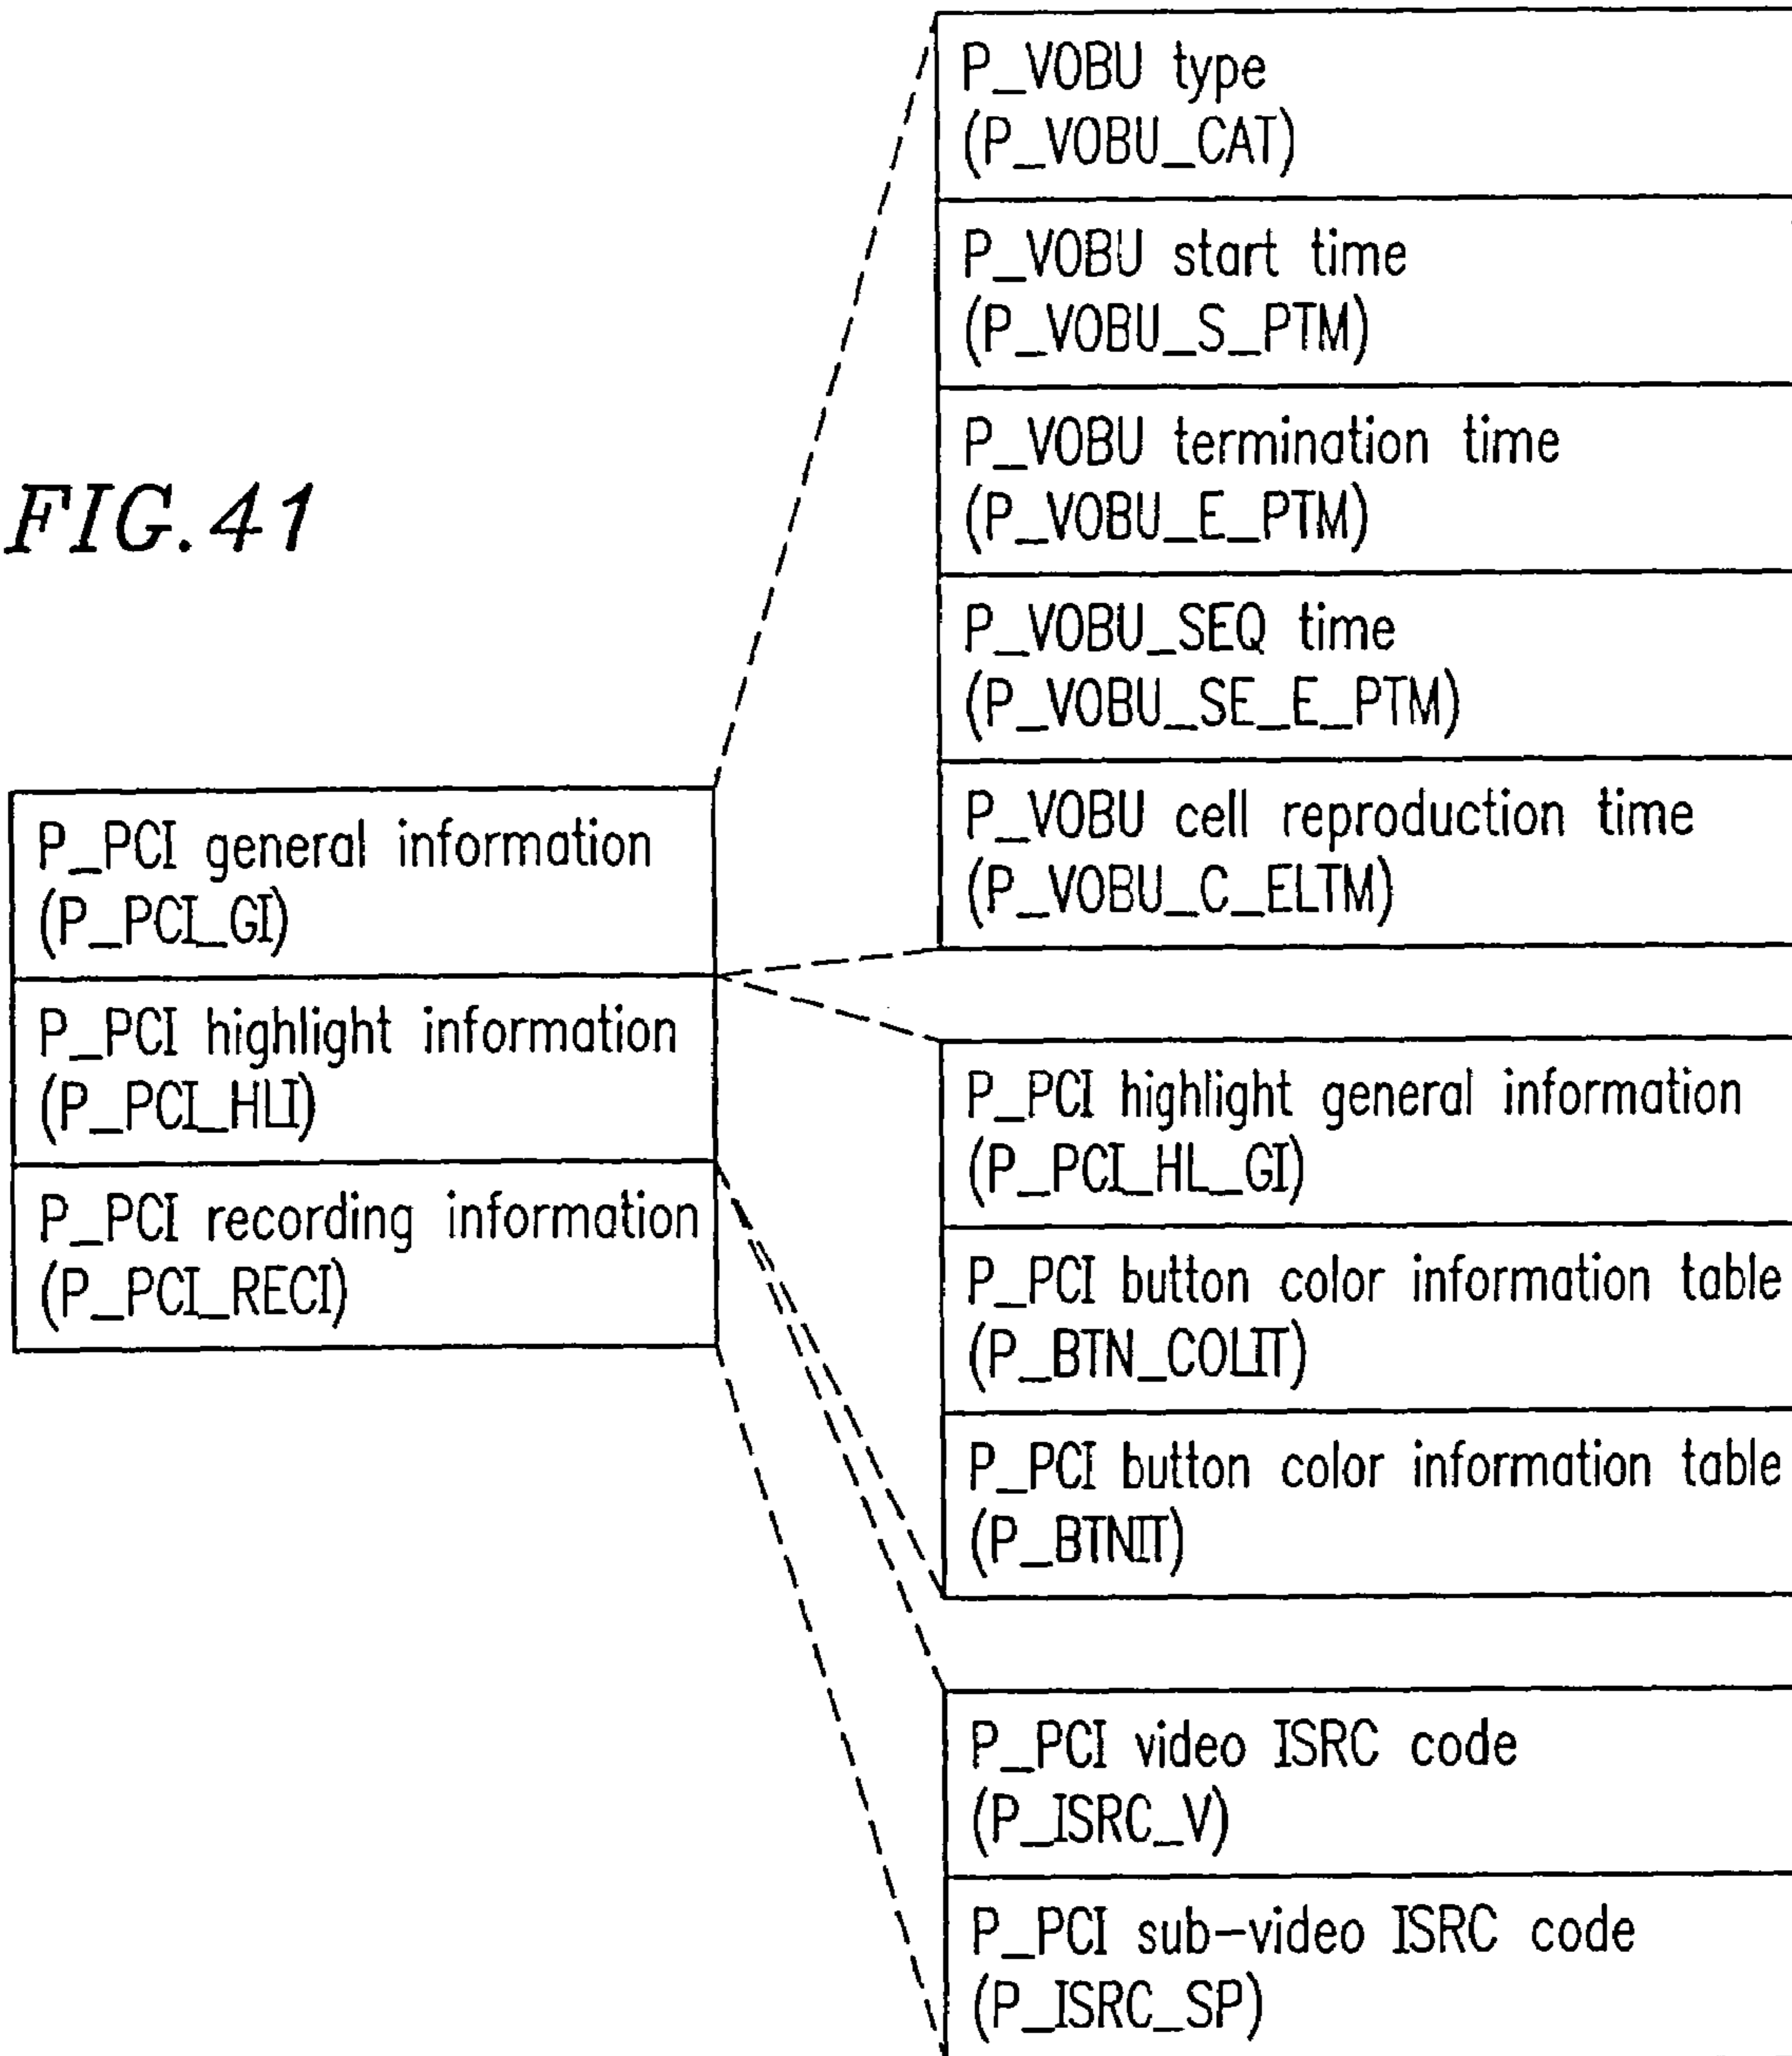 FIG.41
P_PCI general information
(P_PCI_GI)
P_PCI highlight information
(P_PCI_HLI)
P_PCI recording information
(P_PCI_RECI)
P_VOBU type
(P_VOBU_CAT)
P_VOBU start time
(P_VOBU_S_PTM)
P_VOBU termination time
(P_VOBU_E_PTM)
P_VOBU_SEQ time
(P_VOBU_SE_E_PTM)
P_VOBU cell reproduction time
(P_VOBU_C_ELTM)
P_PCI highlight general information
(P_PCI_HL_GI)
P_PCI button color information table
(P_BTN_COLIT)
P_PCI button color information table
(P_BTNIT)
P_PCI video ISRC code
(P_ISRC_V)
P_PCI sub-video ISRC code
(P_ISRC_SP)